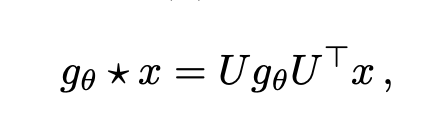 g_θ ⋆ x = U g_θ U^⊤ x ,